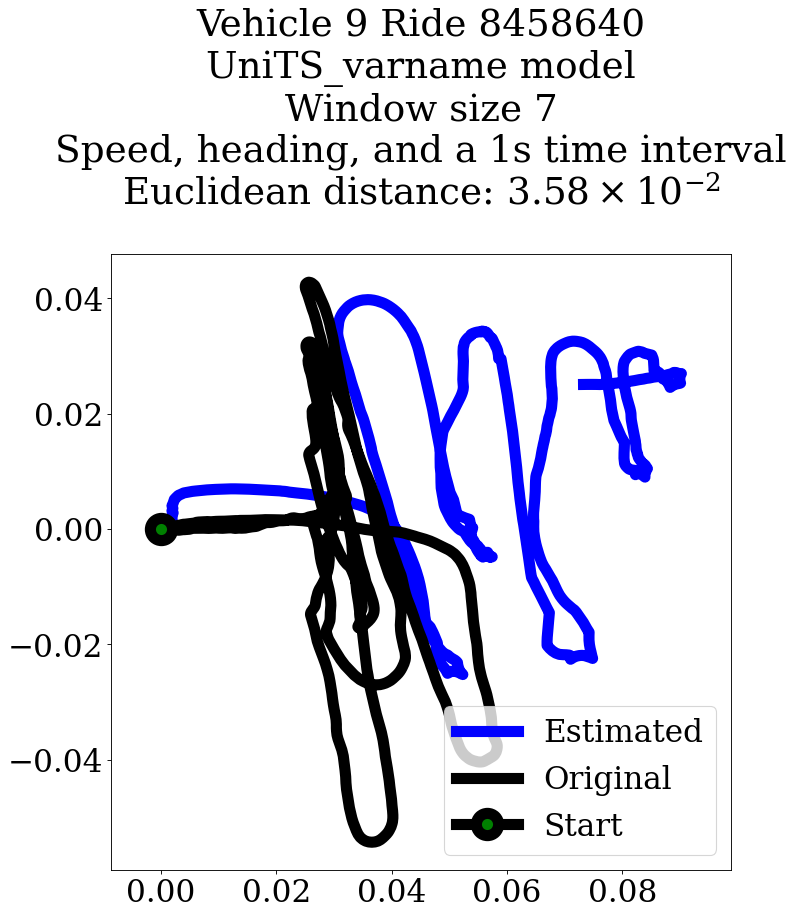 Vehicle 9 Ride 8458640
UniTS_varname model
Window size 7
Speed, heading, and a 1s time interval
Euclidean distance: 3.58 × 10⁻²
0.04
0.02
0.00
−0.02
−0.04
Estimated
Original
Start
0.00 0.02 0.04 0.06 0.08